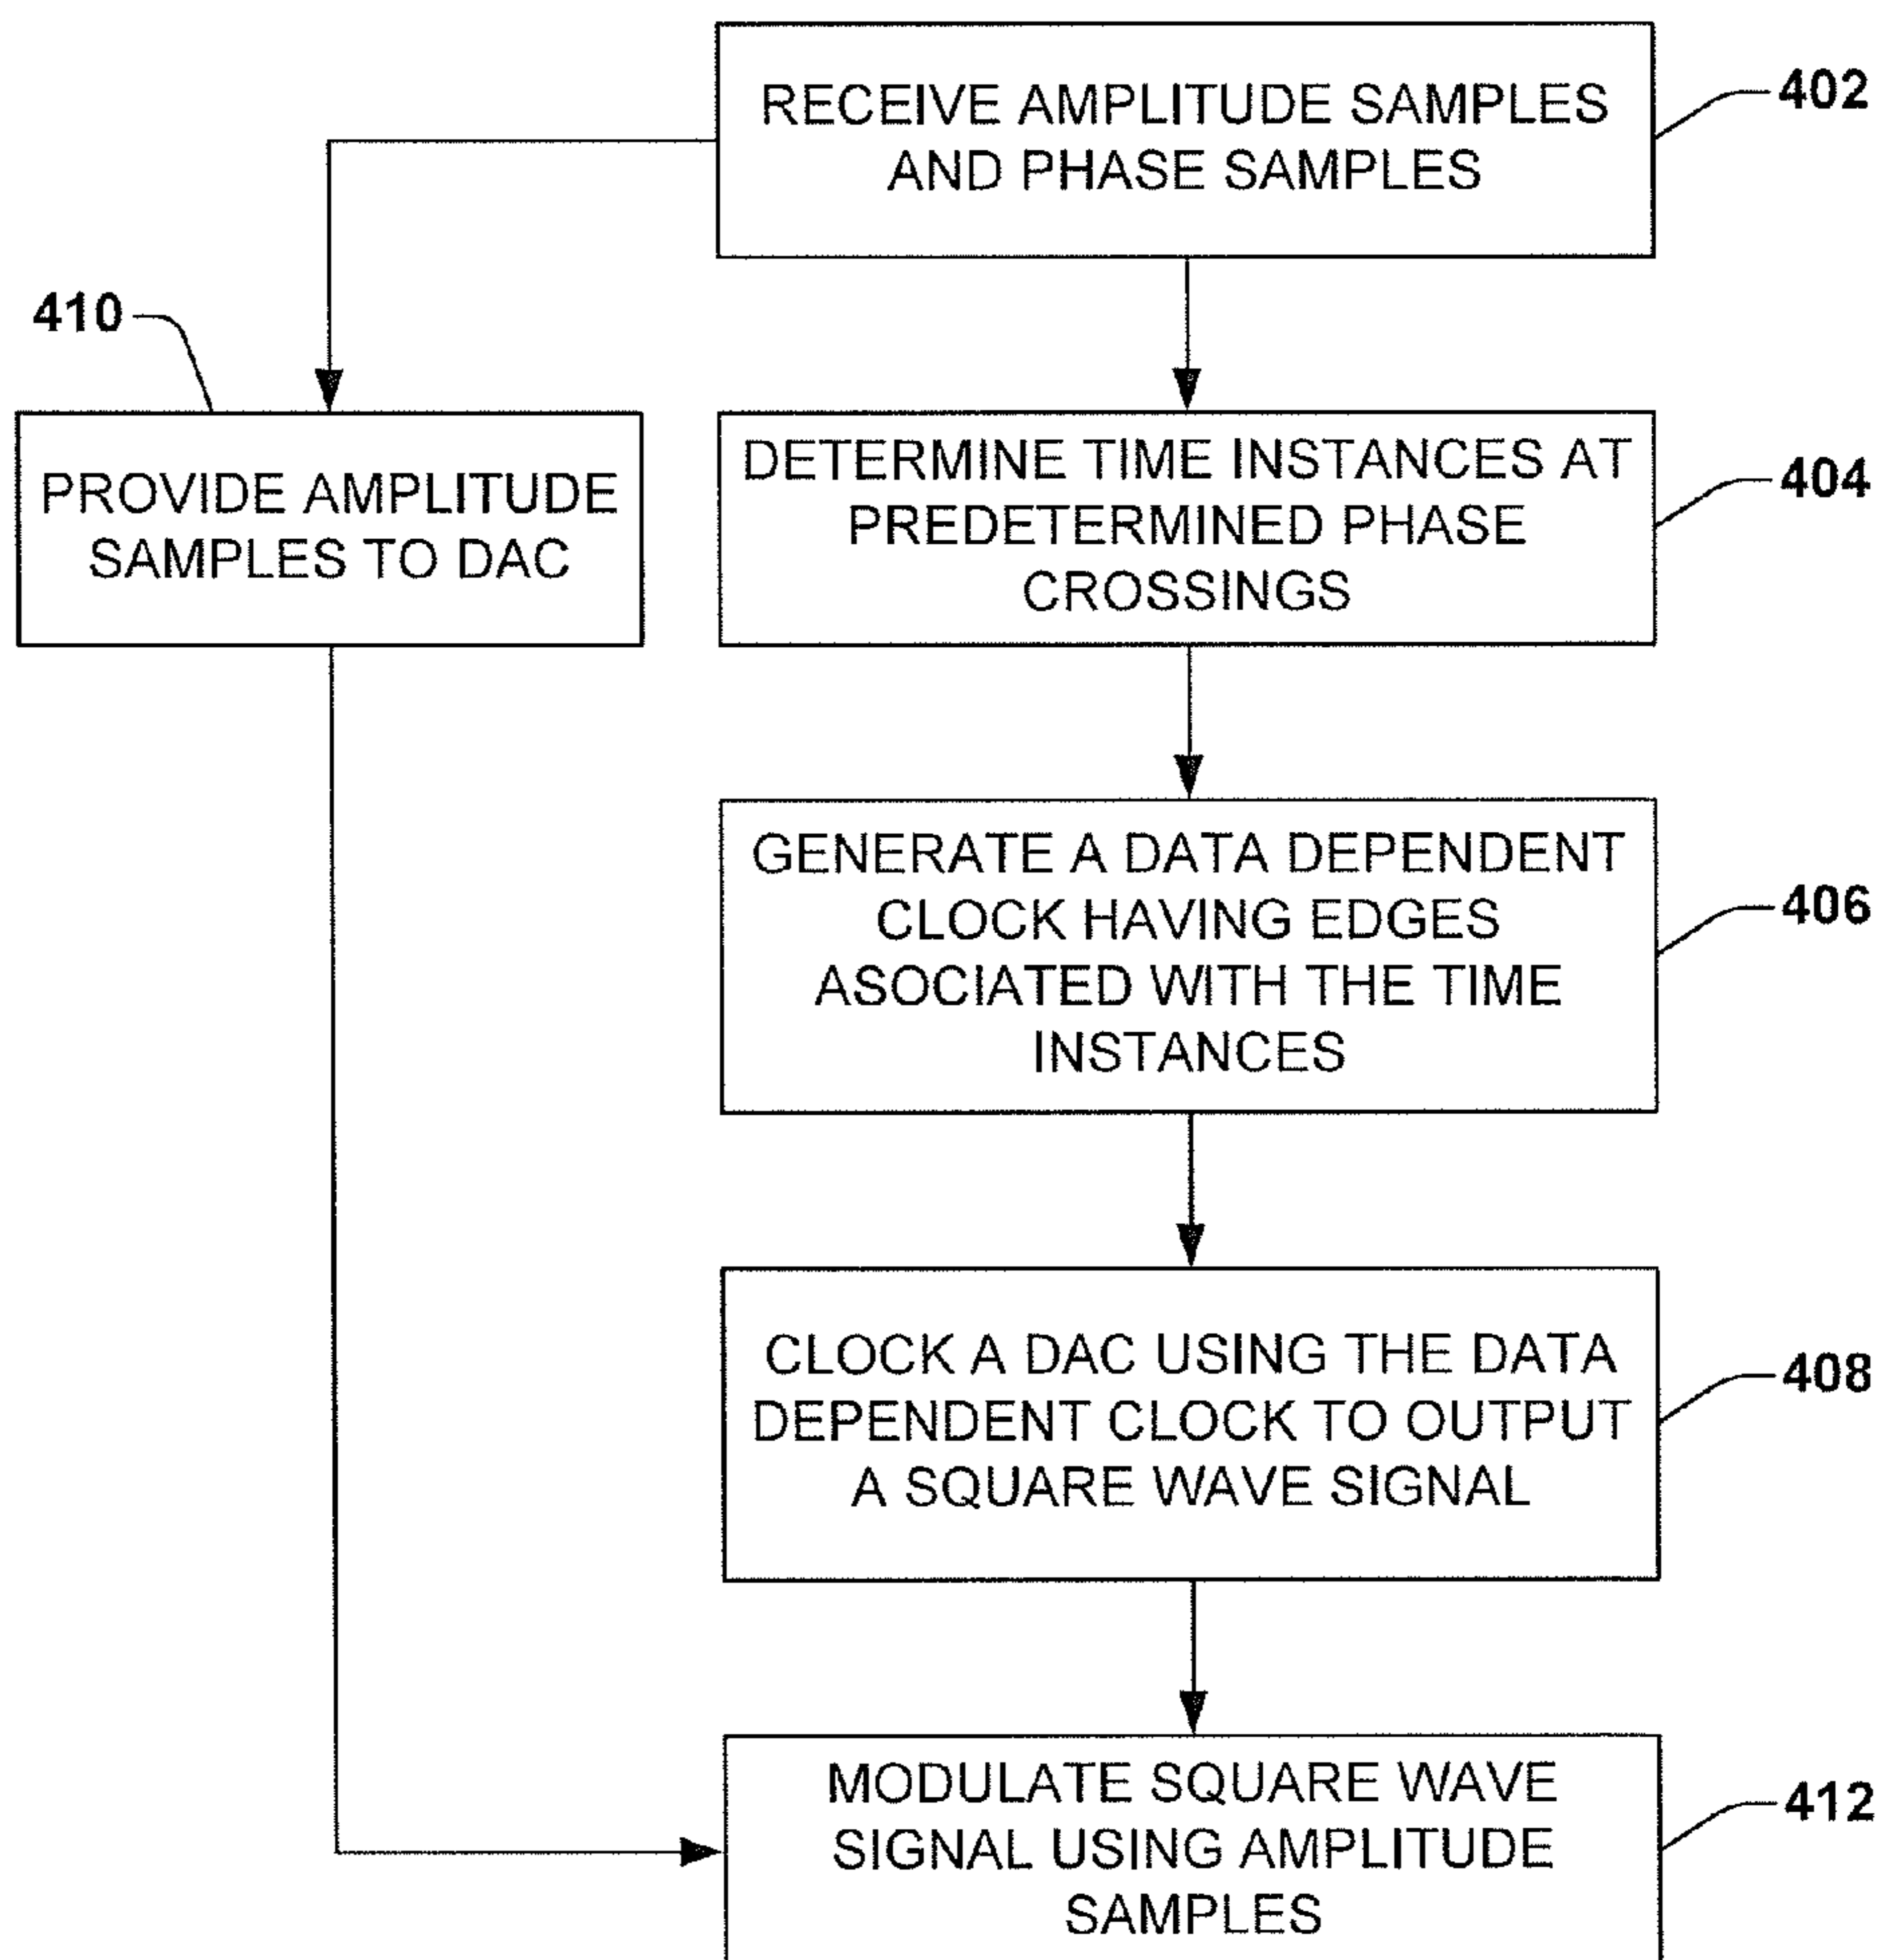 RECEIVE AMPLITUDE SAMPLES
AND PHASE SAMPLES
402
410
PROVIDE AMPLITUDE
SAMPLES TO DAC
DETERMINE TIME INSTANCES AT
PREDETERMINED PHASE
CROSSINGS
404
GENERATE A DATA DEPENDENT
CLOCK HAVING EDGES
ASOCIATED WITH THE TIME
INSTANCES
406
CLOCK A DAC USING THE DATA
DEPENDENT CLOCK TO OUTPUT
A SQUARE WAVE SIGNAL
408
MODULATE SQUARE WAVE
SIGNAL USING AMPLITUDE
SAMPLES
412